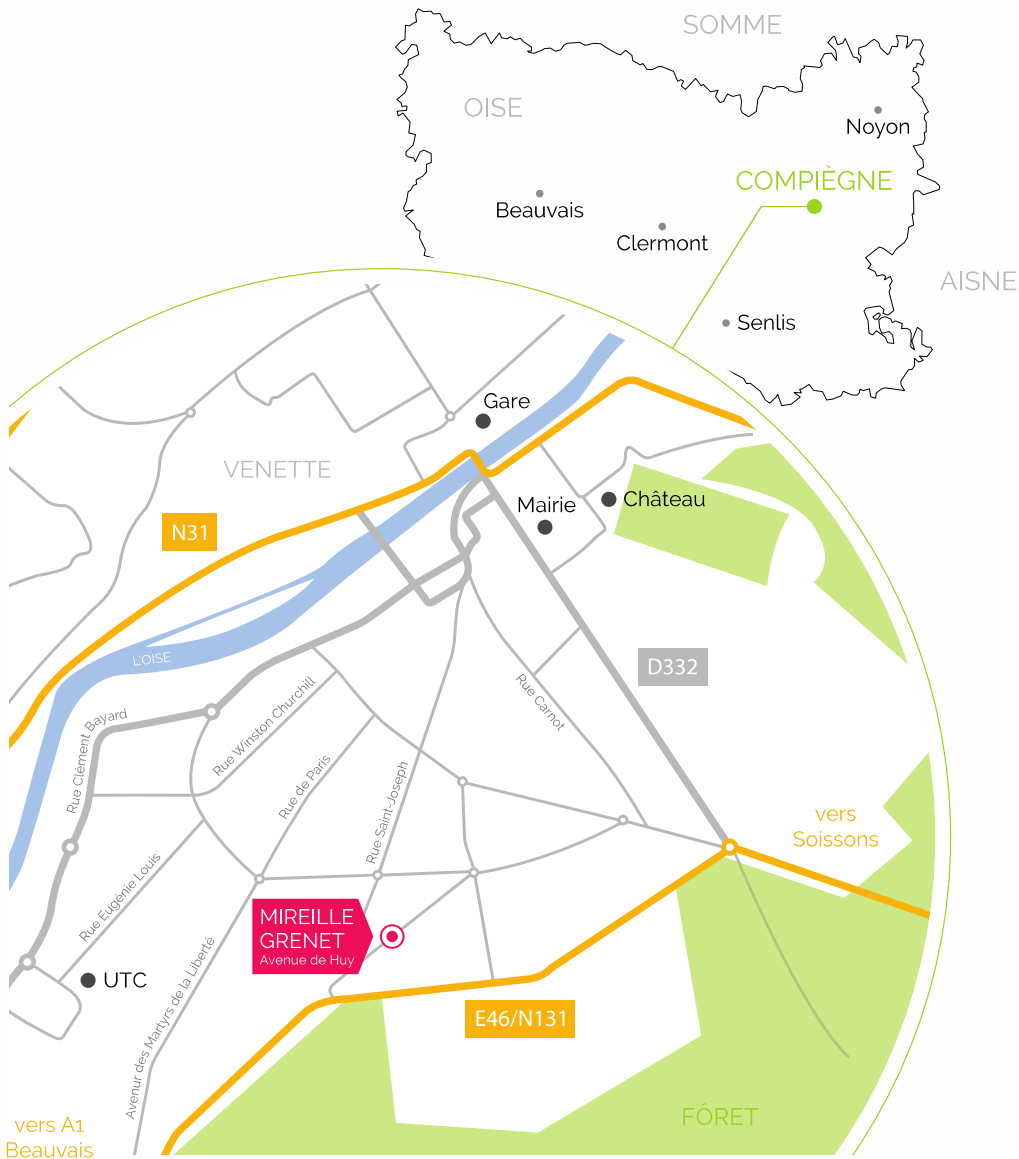 SOMME
OISE
Noyon
COMPIÈGNE
Beauvais
Clermont
AISNE
Senlis
Gare
VENETTE
Château
Mairie
N31
L'OISE
D332
Rue Carnot
Rue Clément Bayard
Rue Winston Churchill
Rue de Paris
Rue Saint-Joseph
vers
Soissons
Rue Eugénie Louis
MIREILLE
GRENET
Avenue de Huy
UTC
Avenur des Martyrs de la Liberté
E46/N131
FÔRET
vers A1
Beauvais